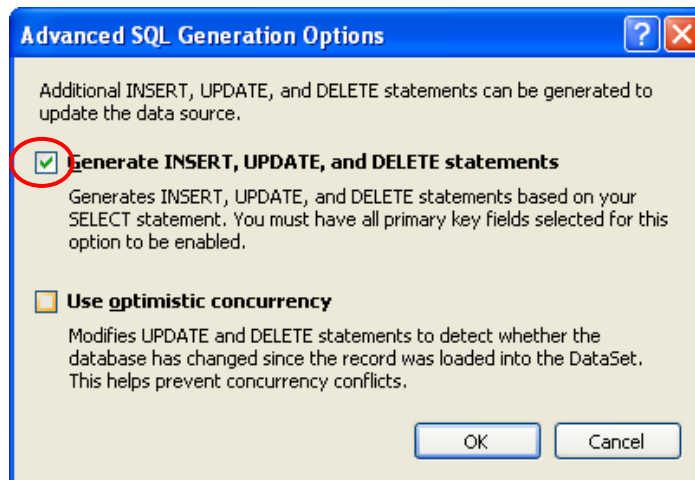 Advanced SQL Generation Options
Additional INSERT, UPDATE, and DELETE statements can be generated to
update the data source.
Generate INSERT, UPDATE, and DELETE statements
Generates INSERT, UPDATE, and DELETE statements based on your
SELECT statement. You must have all primary key fields selected for this
option to be enabled.
Use optimistic concurrency
Modifies UPDATE and DELETE statements to detect whether the
database has changed since the record was loaded into the DataSet.
This helps prevent concurrency conflicts.
OK Cancel